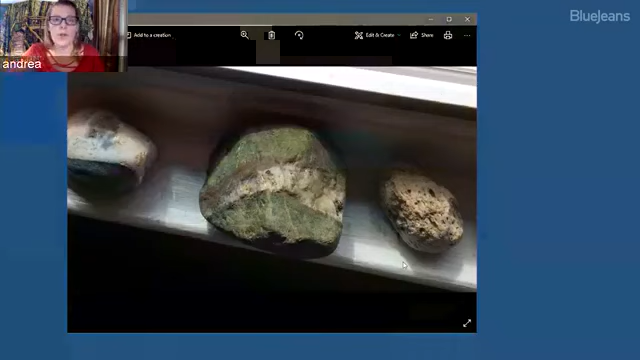 BlueJeans
Add to a creation
Edit & Create
Share
andrea